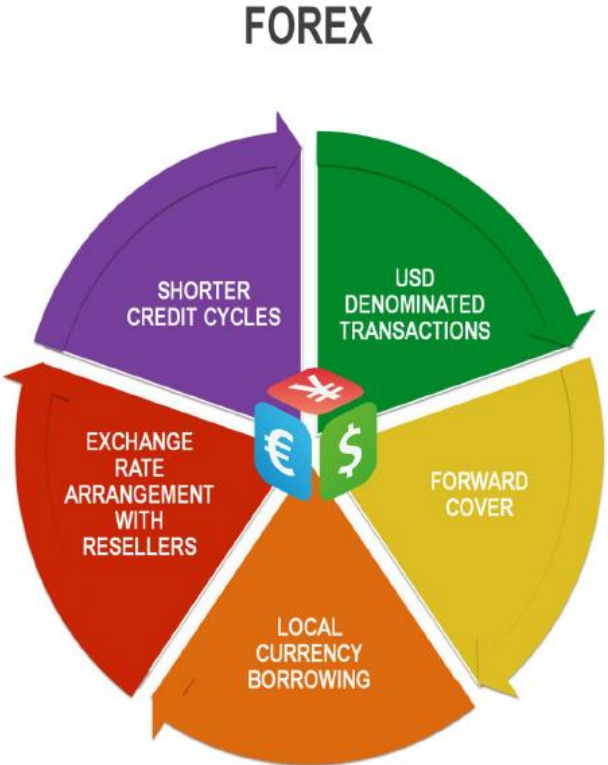 FOREX
USD
DENOMINATED
TRANSACTIONS
FORWARD
COVER
LOCAL
CURRENCY
BORROWING
EXCHANGE
RATE
ARRANGEMENT
WITH
RESELLERS
SHORTER
CREDIT CYCLES
¥
€
$